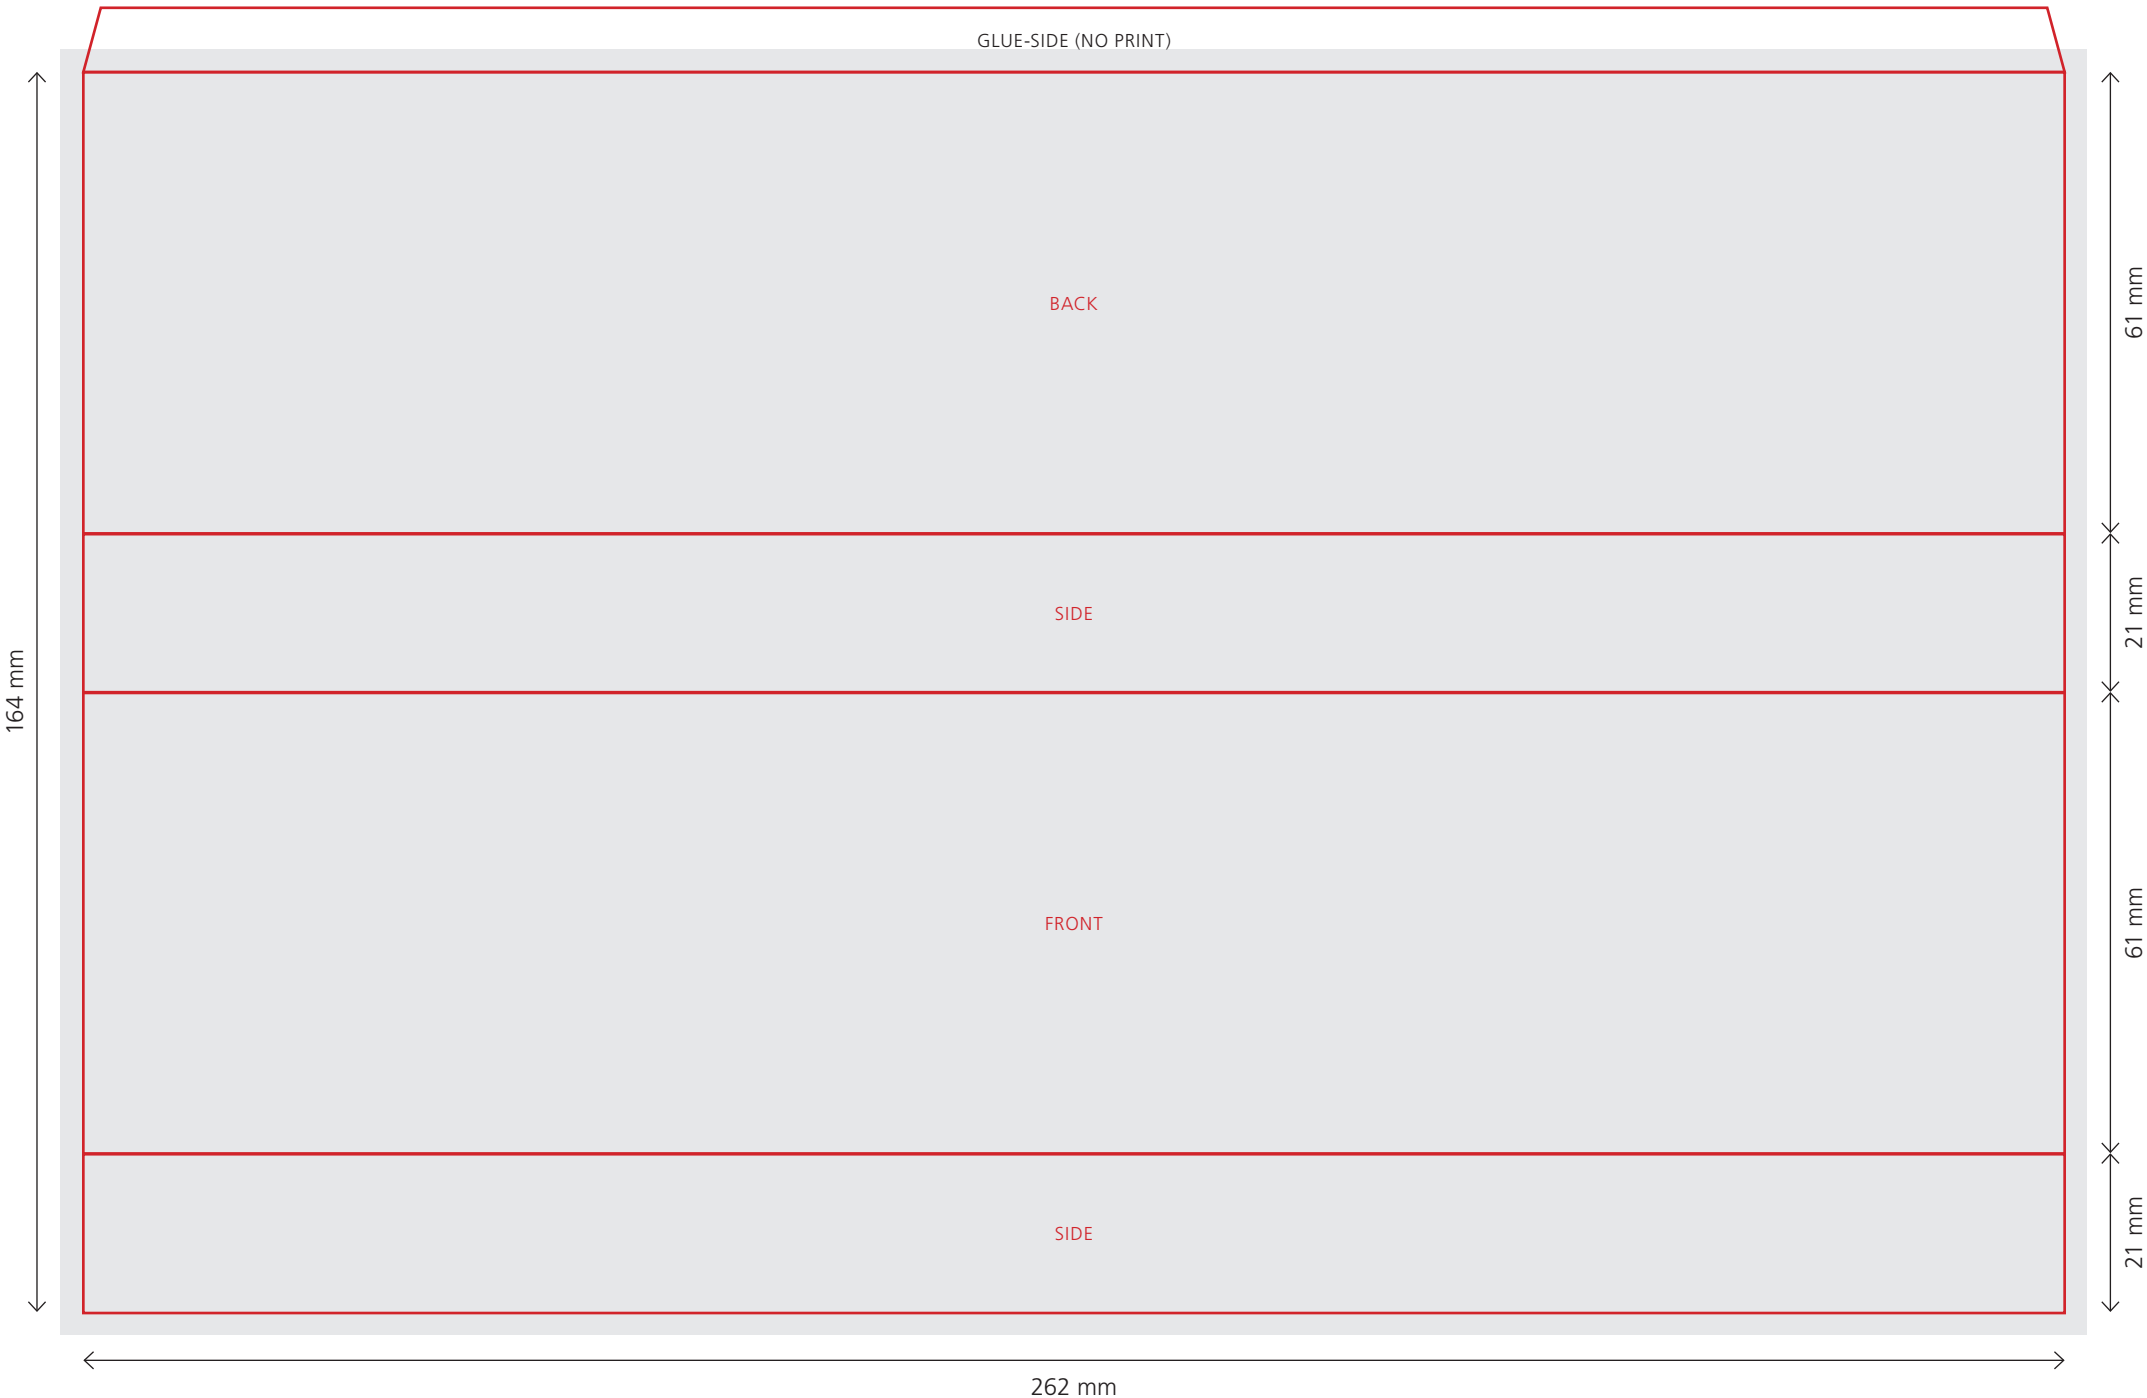 GLUE-SIDE (NO PRINT)
BACK
61 mm
SIDE
21 mm
164 mm
FRONT
61 mm
SIDE
21 mm
262 mm